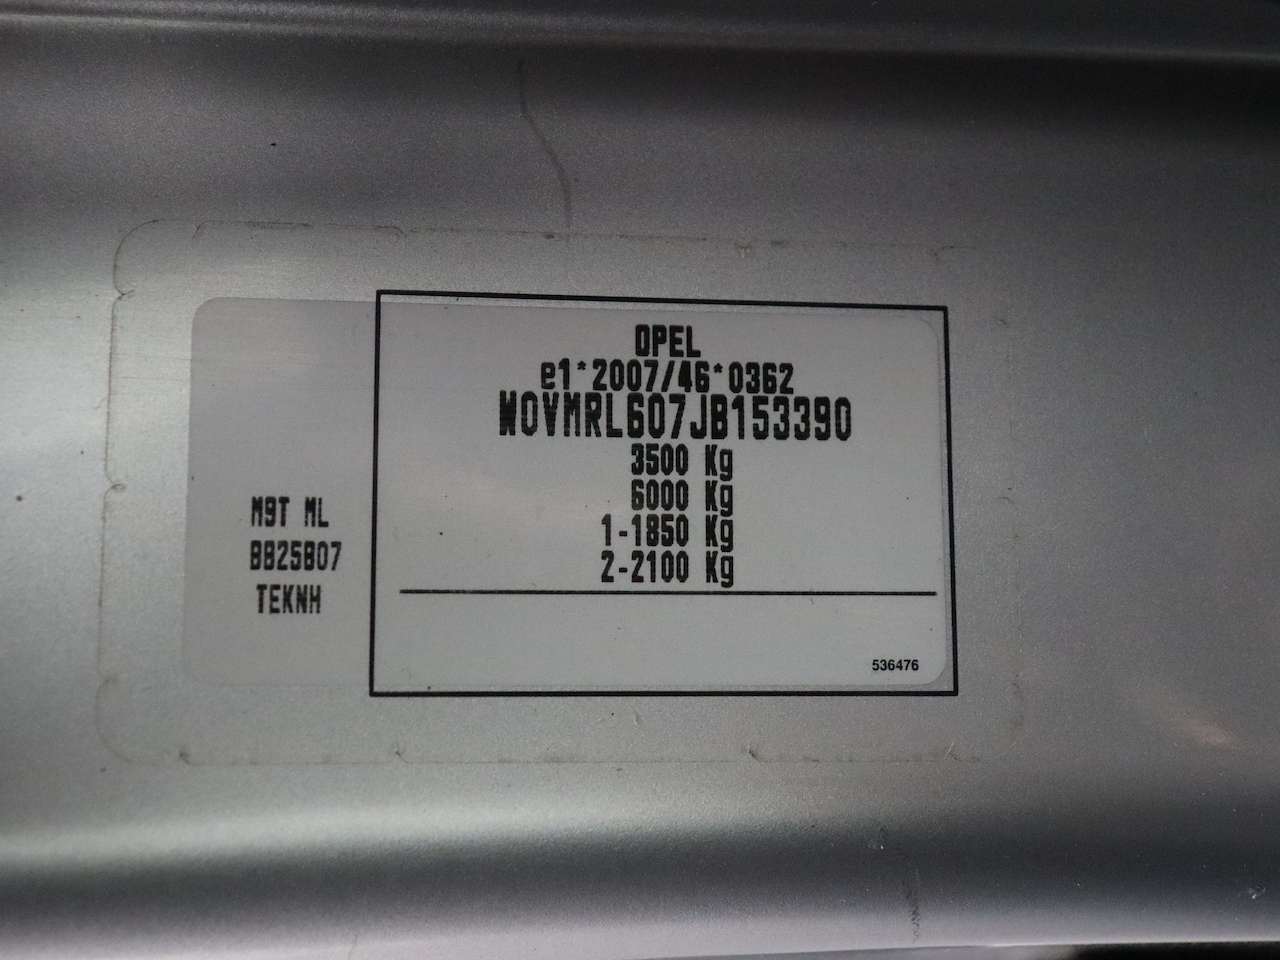 OPEL
e1*2007/46*0362
W0VMRL607JB153390
3500 Kg
6000 Kg
1-1850 Kg
2-2100 Kg
M9T ML
BB25B07
TEKNH
536476